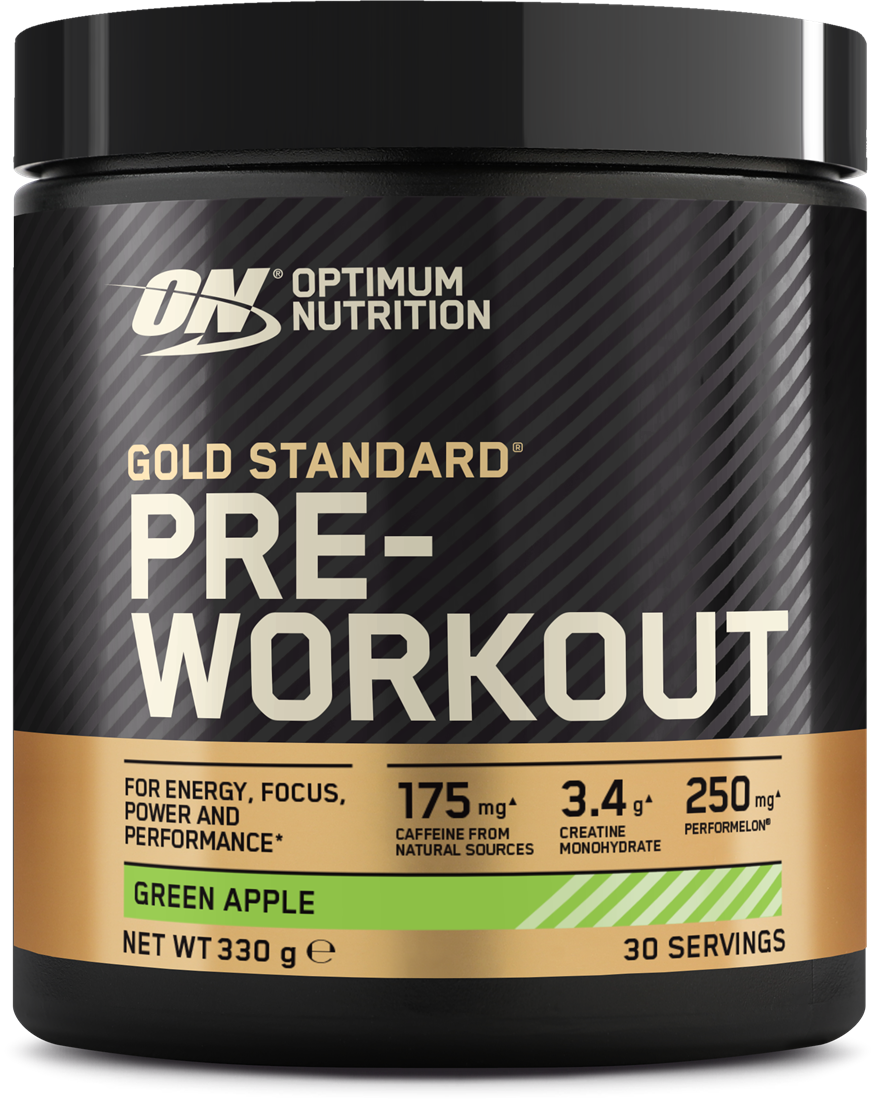 ON® OPTIMUM
NUTRITION
GOLD STANDARD®
PRE-
WORKOUT
FOR ENERGY, FOCUS,
POWER AND
PERFORMANCE*
175 mg▲
CAFFEINE FROM
NATURAL SOURCES
3.4 g▲
CREATINE
MONOHYDRATE
250 mg▲
PERFORMELON®
GREEN APPLE
NET WT 330 g ℮
30 SERVINGS